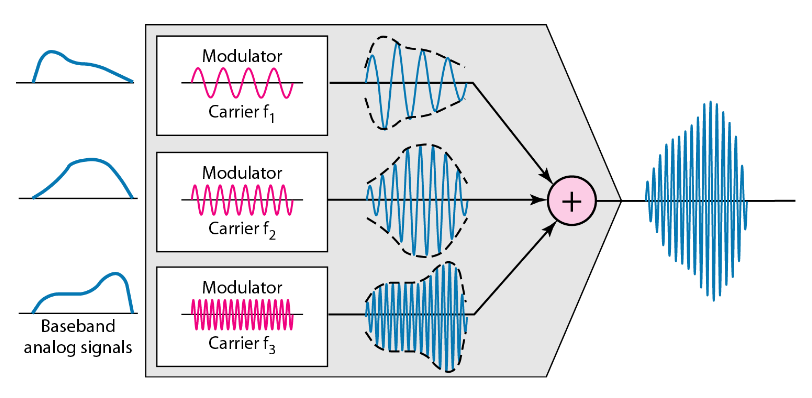 Modulator
Carrier f1
Modulator
Carrier f2
Modulator
Carrier f3
Baseband
analog signals
+